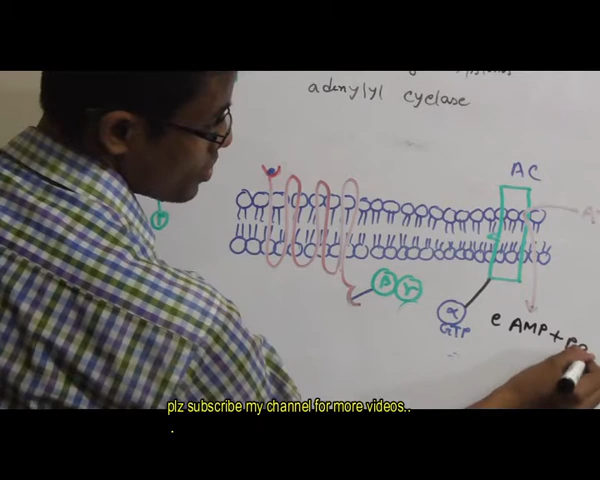 adenylyl cyclase
AC
γ
β γ
α
GTP
c AMP + PP
plz subscribe my channel for more videos..
.